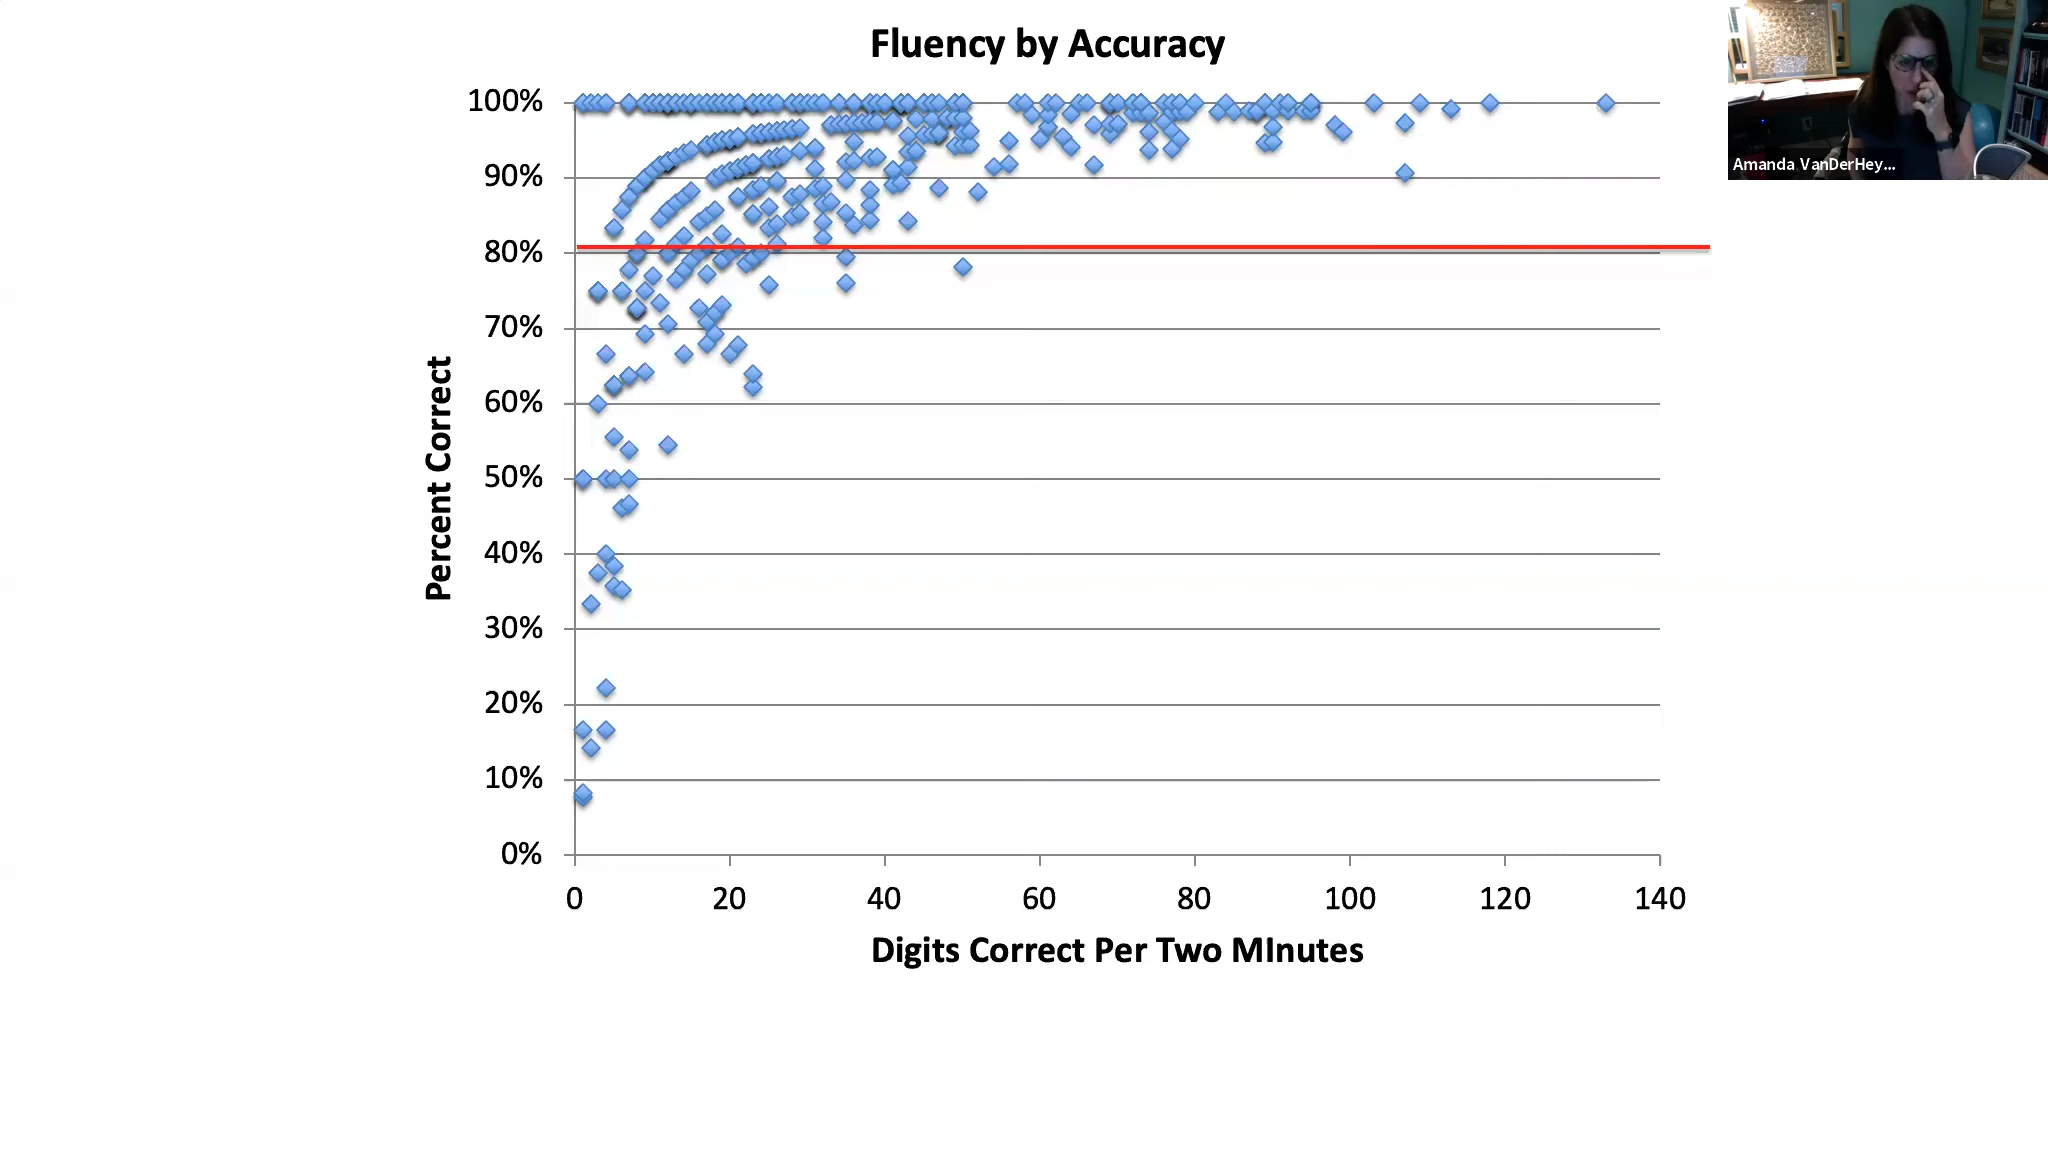 Fluency by Accuracy
100%
90%
80%
70%
60%
50%
40%
30%
20%
10%
0%
Percent Correct
0 20 40 60 80 100 120 140
Digits Correct Per Two MInutes
Amanda VanDerHey...